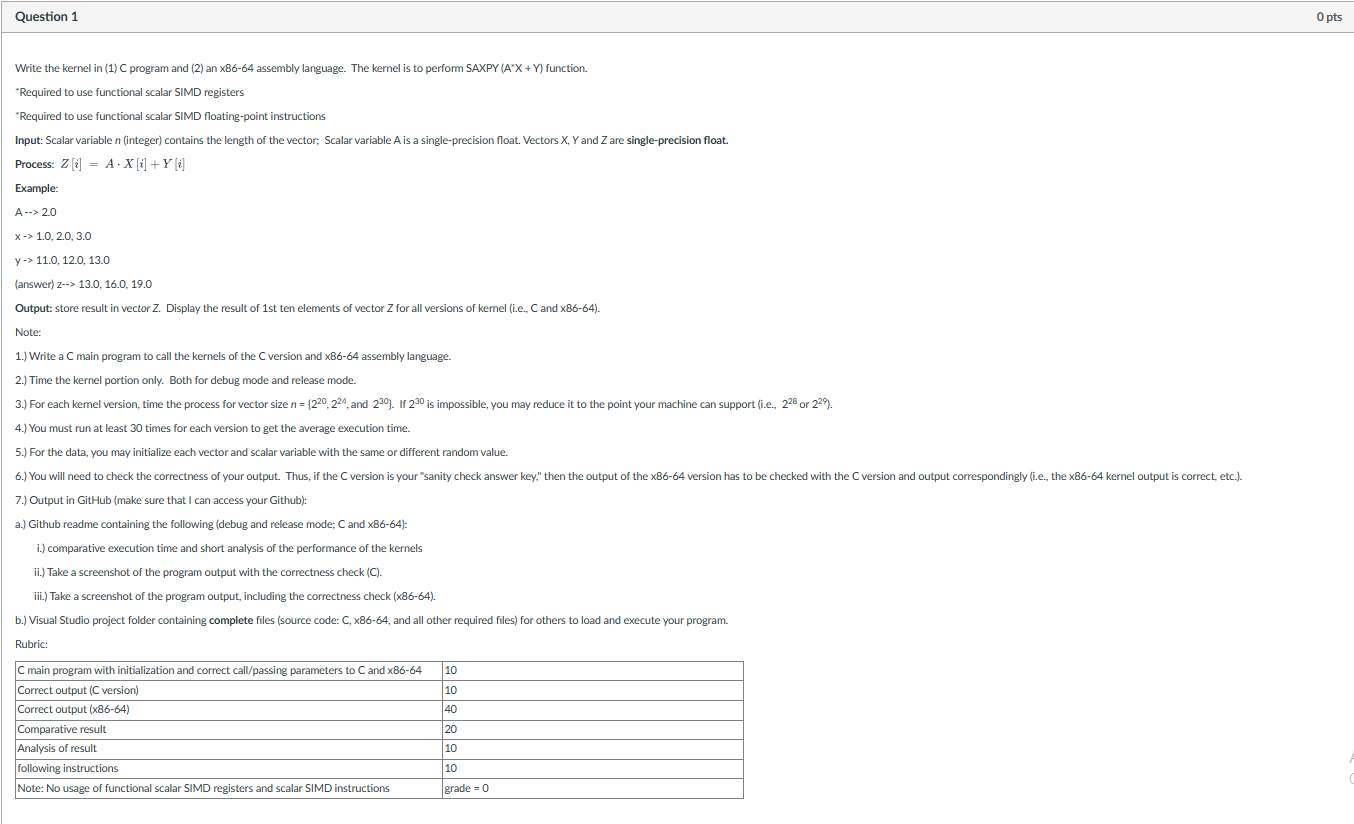 Question 1
0 pts
Write the kernel in (1) C program and (2) an x86-64 assembly language. The kernel is to perform SAXPY (A*X + Y) function.
*Required to use functional scalar SIMD registers
*Required to use functional scalar SIMD floating-point instructions
Input: Scalar variable n (integer) contains the length of the vector; Scalar variable A is a single-precision float. Vectors X, Y and Z are single-precision float.
Process: Z [i] = A · X [i] + Y [i]
Example:
A --> 2.0
x -> 1.0, 2.0, 3.0
y -> 11.0, 12.0, 13.0
(answer) z--> 13.0, 16.0, 19.0
Output: store result in vector Z. Display the result of 1st ten elements of vector Z for all versions of kernel (i.e., C and x86-64).
Note:
1.) Write a C main program to call the kernels of the C version and x86-64 assembly language.
2.) Time the kernel portion only. Both for debug mode and release mode.
3.) For each kernel version, time the process for vector size n = {2²⁰, 2²⁴, and 2³⁰}. If 2³⁰ is impossible, you may reduce it to the point your machine can support (i.e., 2²⁸ or 2²⁹).
4.) You must run at least 30 times for each version to get the average execution time.
5.) For the data, you may initialize each vector and scalar variable with the same or different random value.
6.) You will need to check the correctness of your output. Thus, if the C version is your "sanity check answer key," then the output of the x86-64 version has to be checked with the C version and output correspondingly (i.e., the x86-64 kernel output is correct, etc.).
7.) Output in GitHub (make sure that I can access your Github):
a.) Github readme containing the following (debug and release mode; C and x86-64):
i.) comparative execution time and short analysis of the performance of the kernels
ii.) Take a screenshot of the program output with the correctness check (C).
iii.) Take a screenshot of the program output, including the correctness check (x86-64).
b.) Visual Studio project folder containing complete files (source code: C, x86-64, and all other required files) for others to load and execute your program.
Rubric:
C main program with initialization and correct call/passing parameters to C and x86-64 10
Correct output (C version) 10
Correct output (x86-64) 40
Comparative result 20
Analysis of result 10
following instructions 10
Note: No usage of functional scalar SIMD registers and scalar SIMD instructions grade = 0